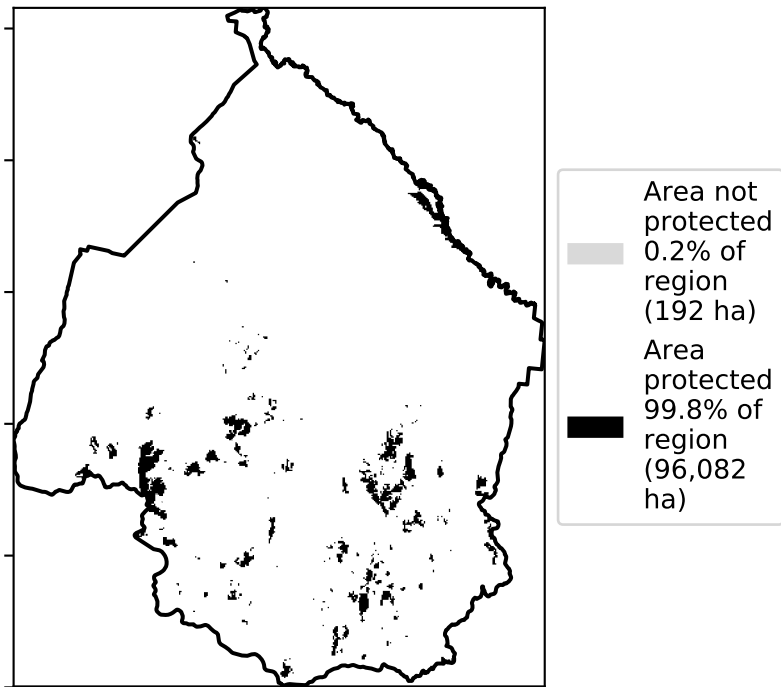 Area not
protected
0.2% of
region
(192 ha)
Area
protected
99.8% of
region
(96,082
ha)